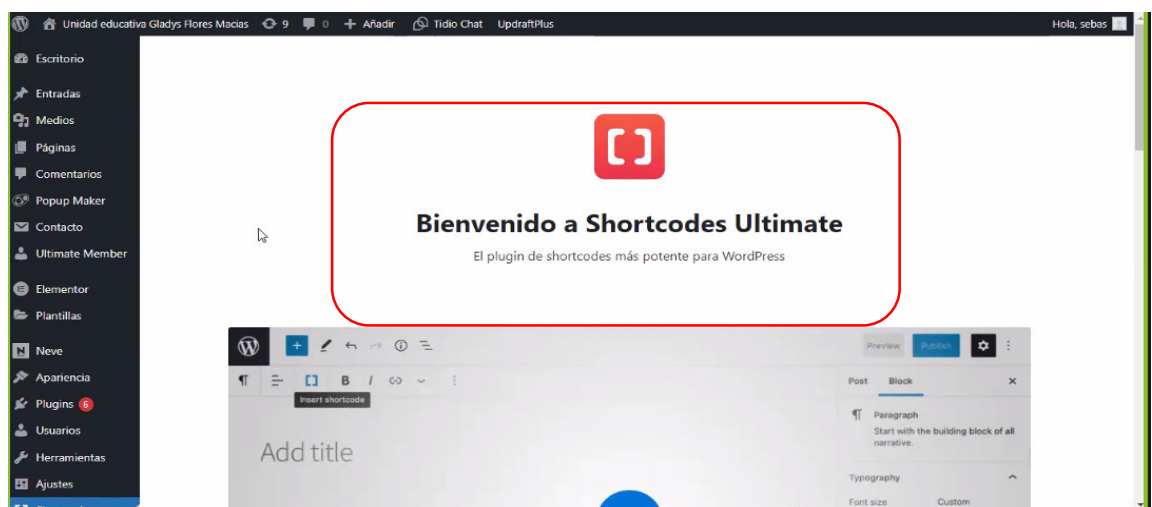 Unidad educativa Gladys Flores Macias 9 0 + Añadir Tidio Chat UpdraftPlus Hola, sebas
Escritorio
Entradas
Medios
Páginas
Comentarios
Popup Maker
Contacto
Ultimate Member
Elementor
Plantillas
Neve
Apariencia
Plugins 6
Usuarios
Herramientas
Ajustes
Bienvenido a Shortcodes Ultimate
El plugin de shortcodes más potente para WordPress
Preview Publish
B I
Post Block
Insert shortcode
Paragraph
Start with the building block of all
narrative.
Add title
Typography
Font size Custom